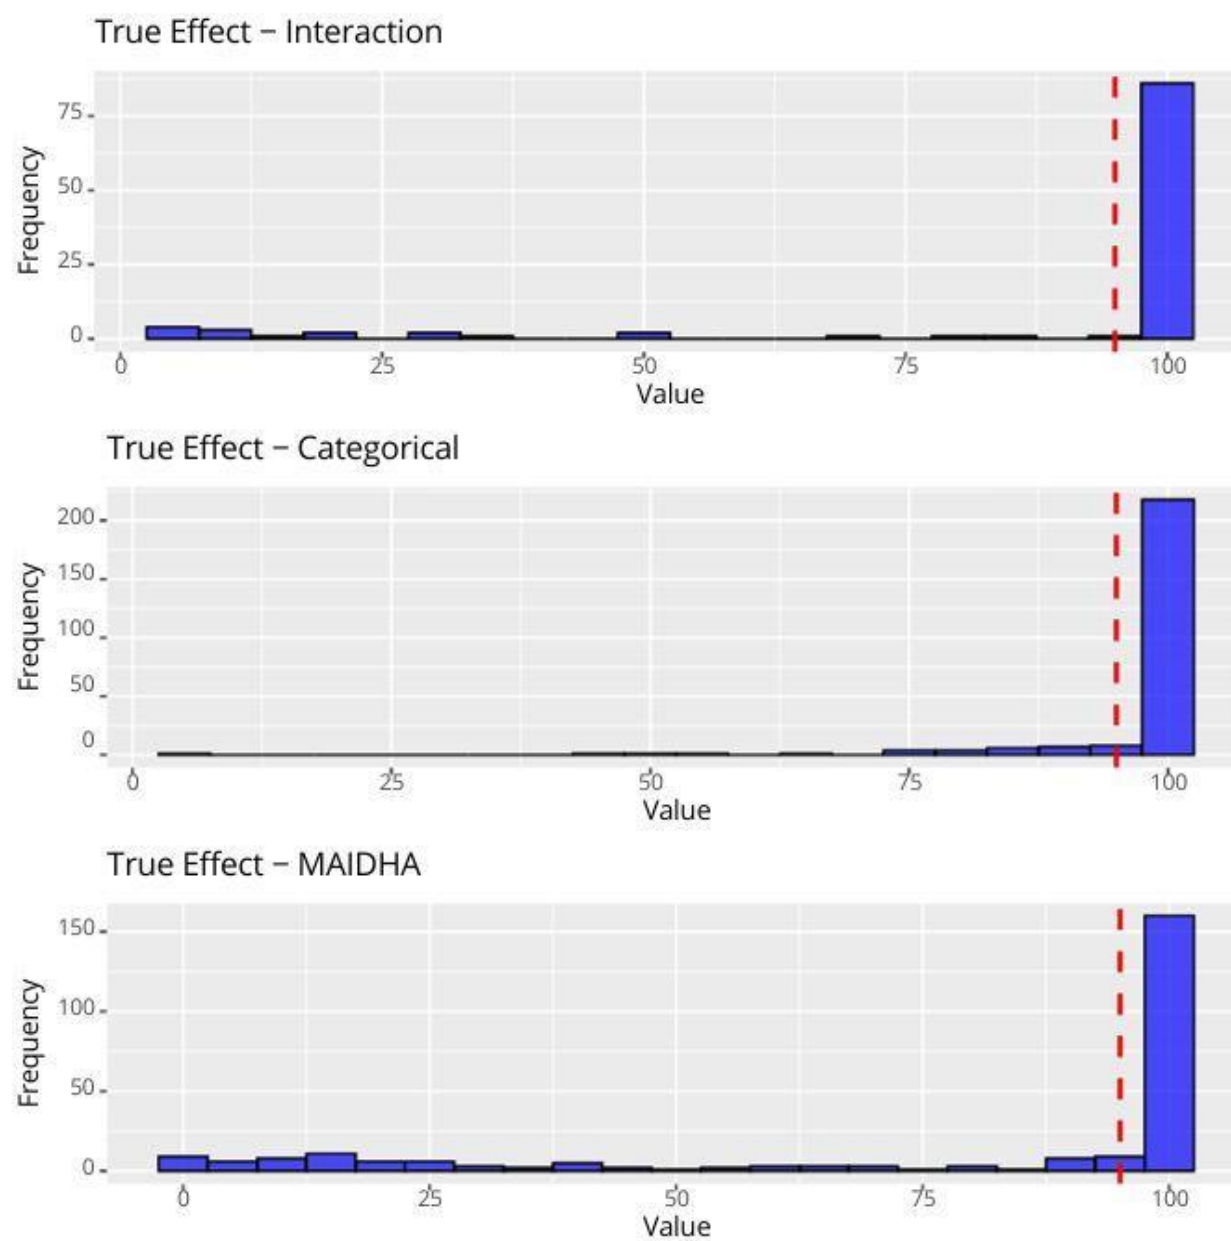 True Effect – Interaction
75
50
25
0
Frequency
0 25 50 75 100
Value
True Effect – Categorical
200
150
100
50
0
Frequency
0 25 50 75 100
Value
True Effect – MAIDHA
150
100
50
0
Frequency
0 25 50 75 100
Value